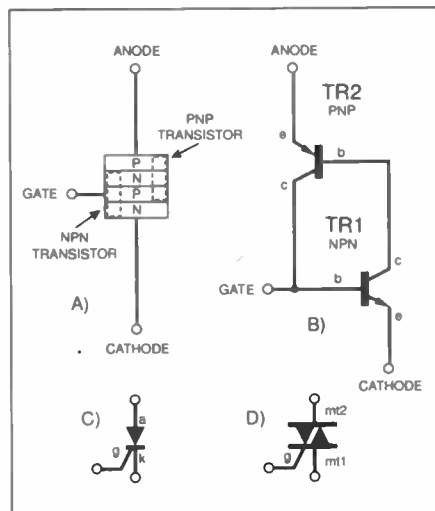 ANODE
PNP
TRANSISTOR
P
N
P
N
GATE
NPN
TRANSISTOR
A)
CATHODE
ANODE
TR2
PNP
e
b
c
TR1
NPN
c
GATE
b
B)
e
CATHODE
C)
a
g
k
D)
mt2
g
mt1